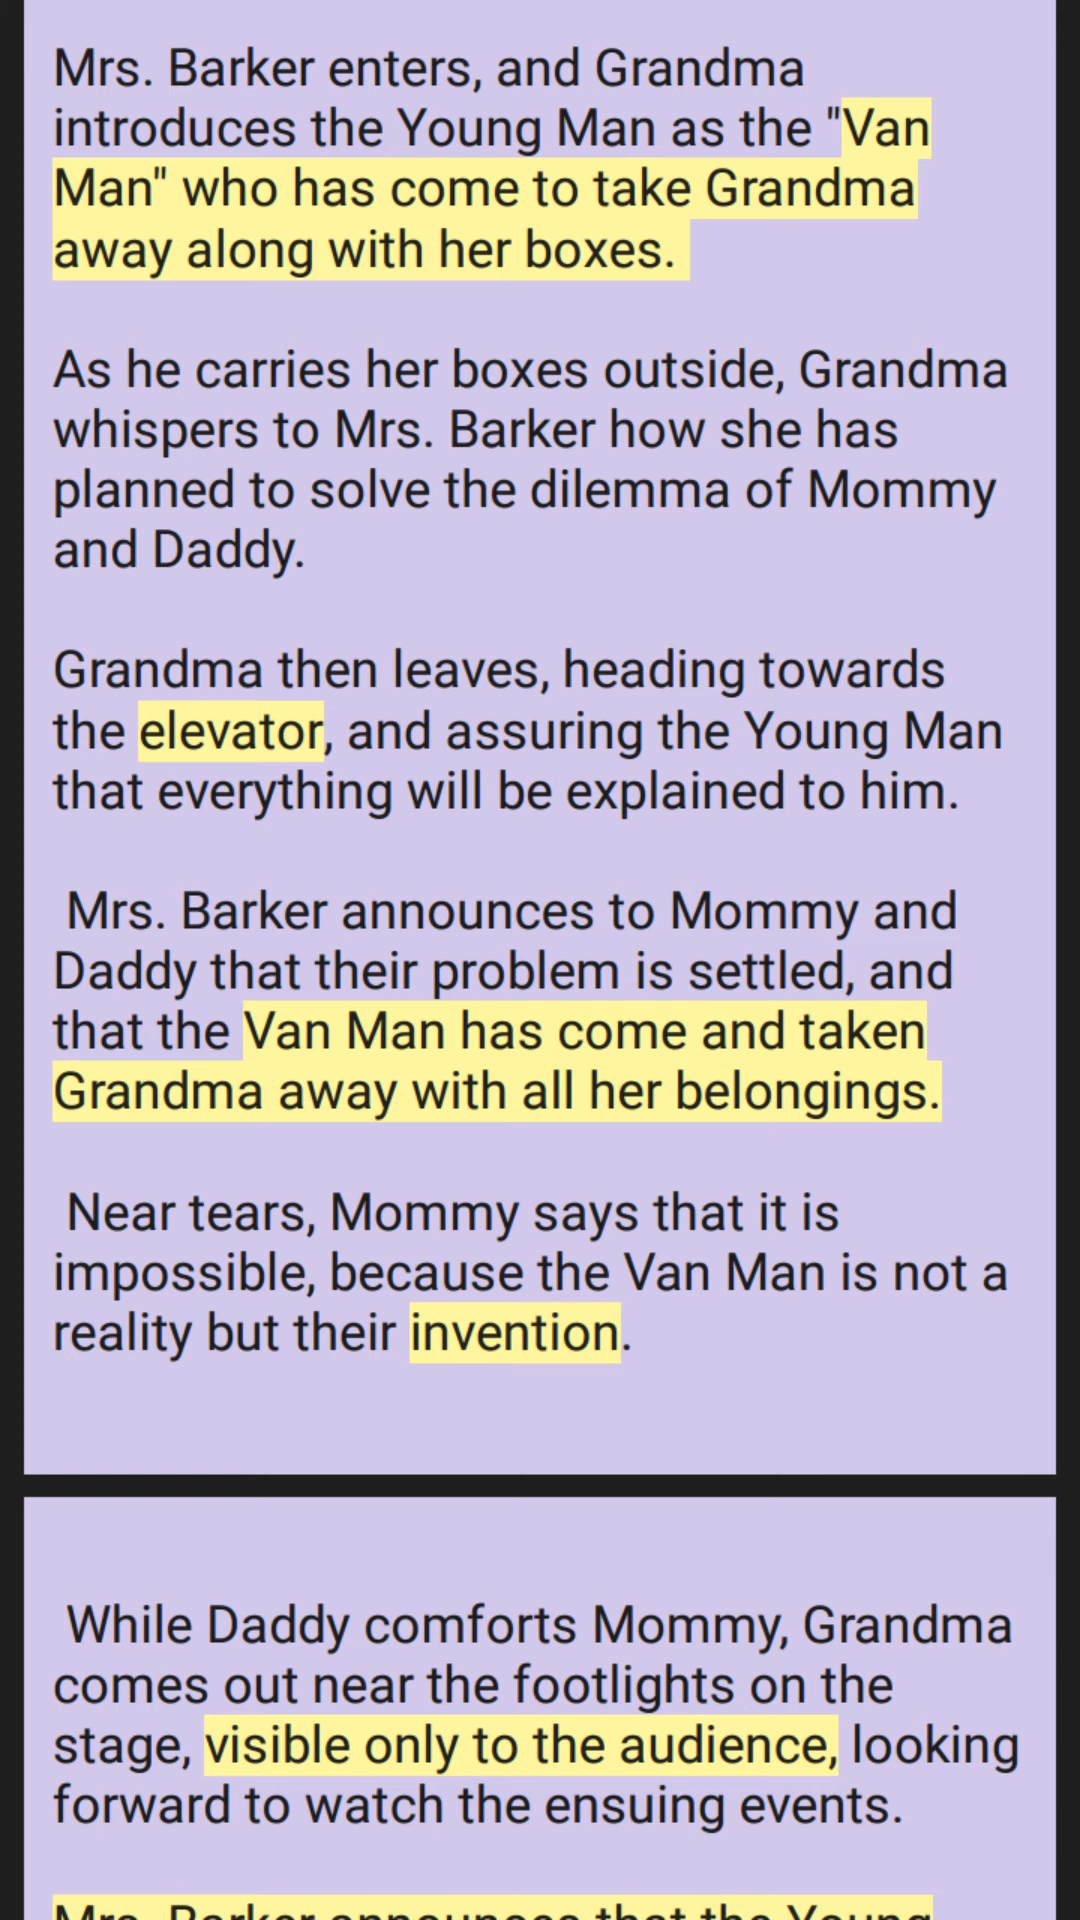 Mrs. Barker enters, and Grandma
introduces the Young Man as the "Van
Man" who has come to take Grandma
away along with her boxes.
As he carries her boxes outside, Grandma
whispers to Mrs. Barker how she has
planned to solve the dilemma of Mommy
and Daddy.
Grandma then leaves, heading towards
the elevator, and assuring the Young Man
that everything will be explained to him.
Mrs. Barker announces to Mommy and
Daddy that their problem is settled, and
that the Van Man has come and taken
Grandma away with all her belongings.
Near tears, Mommy says that it is
impossible, because the Van Man is not a
reality but their invention.
While Daddy comforts Mommy, Grandma
comes out near the footlights on the
stage, visible only to the audience, looking
forward to watch the ensuing events.
Mrs. Barker announces that the Young